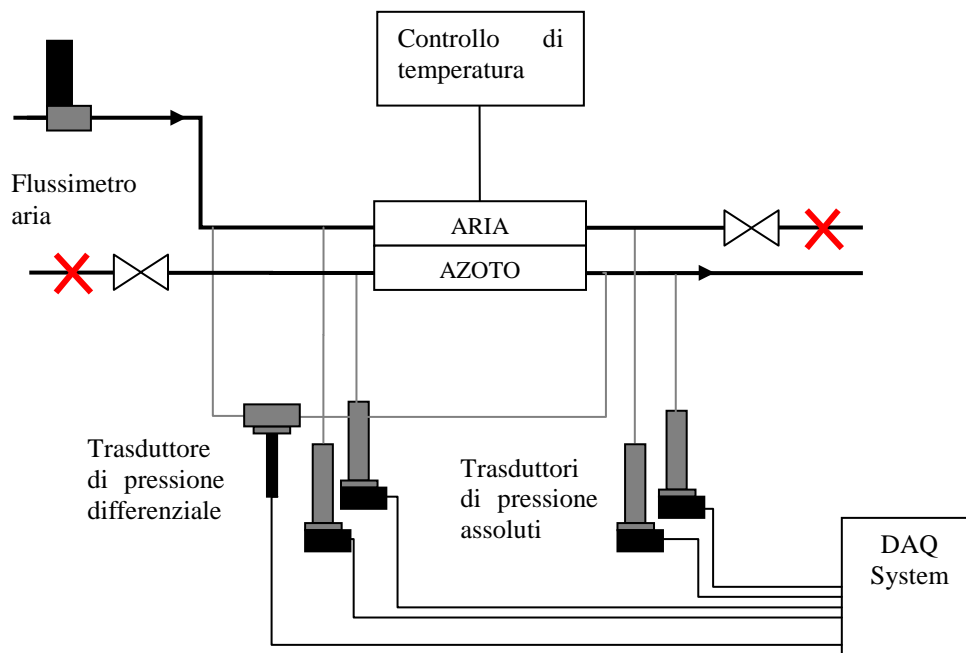 Controllo di
temperatura
Flussimetro
aria
ARIA
AZOTO
Trasduttore
di pressione
differenziale
Trasduttori
di pressione
assoluti
DAQ
System